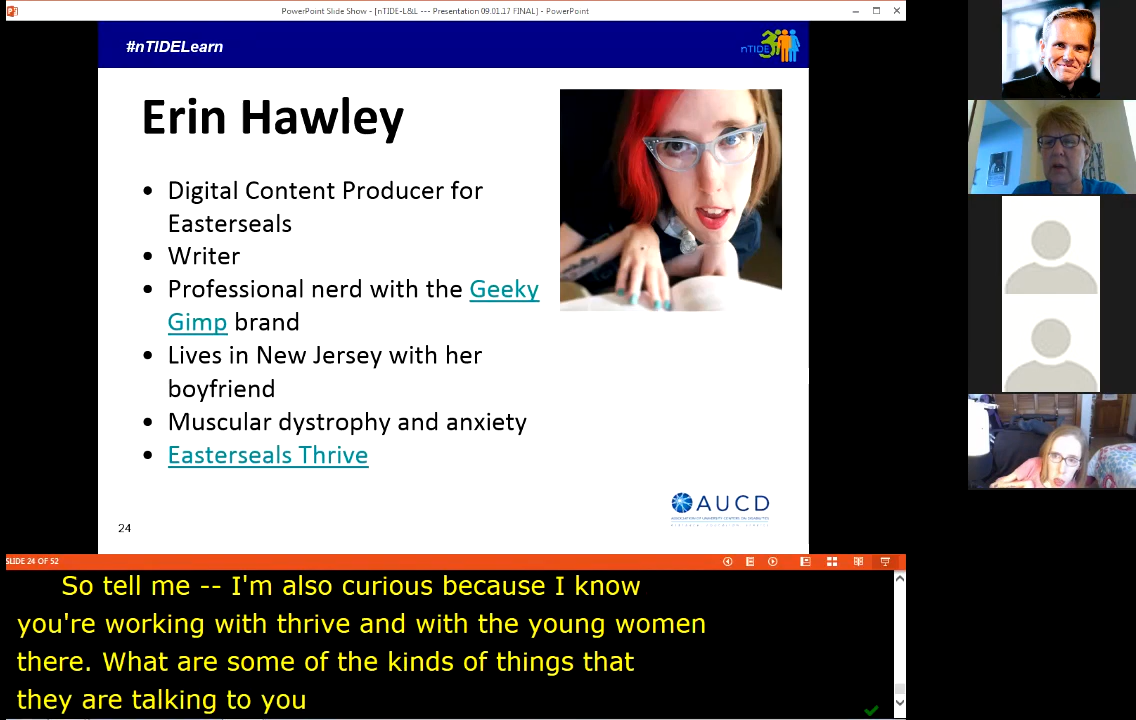 PowerPoint Slide Show - [nTIDE-L&L --- Presentation 09.01.17 FINAL] - PowerPoint
#nTIDELearn
nTIDE
Erin Hawley
• Digital Content Producer for
Easterseals
• Writer
• Professional nerd with the Geeky
Gimp brand
• Lives in New Jersey with her
boyfriend
• Muscular dystrophy and anxiety
• Easterseals Thrive
AUCD
24
SLIDE 24 OF 52
So tell me -- I'm also curious because I know
you're working with thrive and with the young women
there. What are some of the kinds of things that
they are talking to you